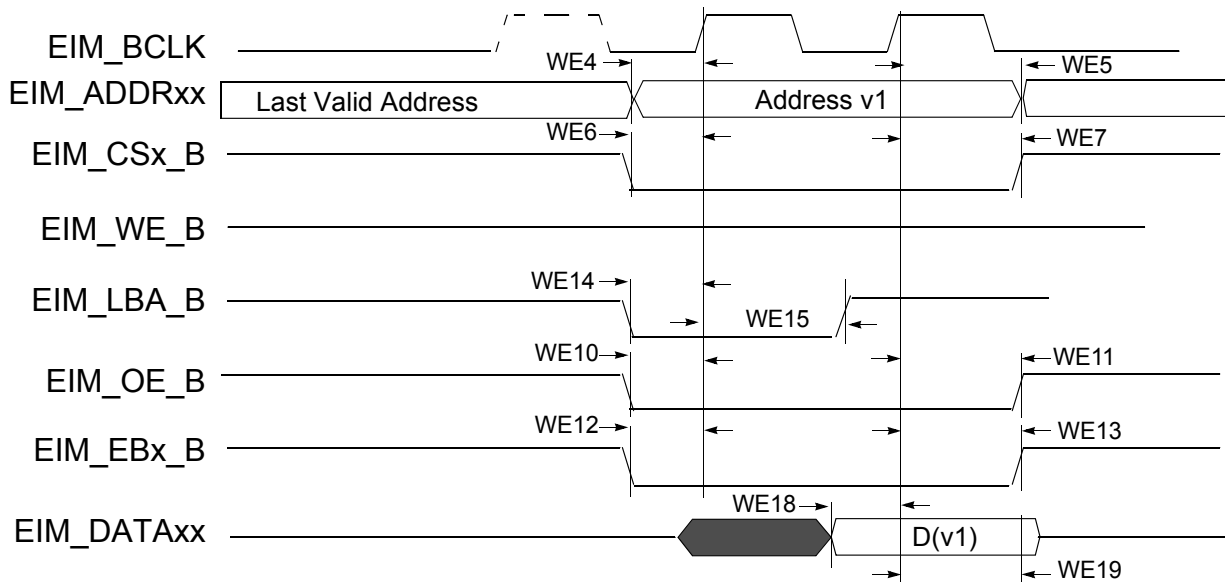 EIM_BCLK
WE4
WE5
EIM_ADDRxx
Last Valid Address
Address v1
WE6
WE7
EIM_CSx_B
EIM_WE_B
WE14
EIM_LBA_B
WE15
WE10
WE11
EIM_OE_B
WE12
WE13
EIM_EBx_B
WE18
EIM_DATAxx
D(v1)
WE19